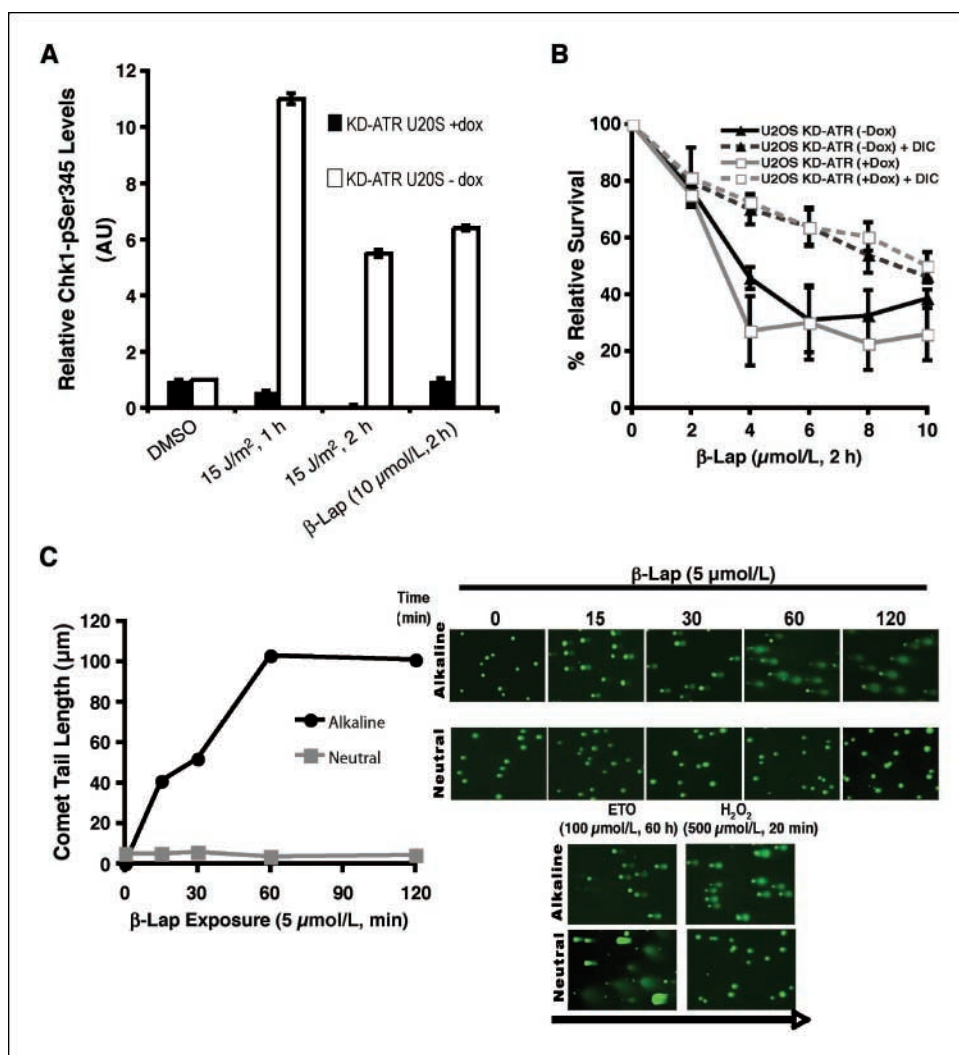 A
Relative Chk1-pSer345 Levels
(AU)
12
10
8
6
4
2
0
KD-ATR U20S +dox
KD-ATR U20S - dox
DMSO
15 J/m², 1 h
15 J/m², 2 h
β-Lap (10 µmol/L,2 h)
B
% Relative Survival
100
80
60
40
20
0
U2OS KD-ATR (-Dox)
U2OS KD-ATR (-Dox) + DIC
U2OS KD-ATR (+Dox)
U2OS KD-ATR (+Dox) + DIC
0 2 4 6 8 10
β-Lap (µmol/L, 2 h)
C
Comet Tail Length (µm)
120
100
80
60
40
20
0
Alkaline
Neutral
0 30 60 90 120
β-Lap Exposure (5 µmol/L, min)
β-Lap (5 µmol/L)
Time
(min)
0 15 30 60 120
Alkaline
Neutral
ETO H₂O₂
(100 µmol/L, 60 h) (500 µmol/L, 20 min)
Alkaline
Neutral